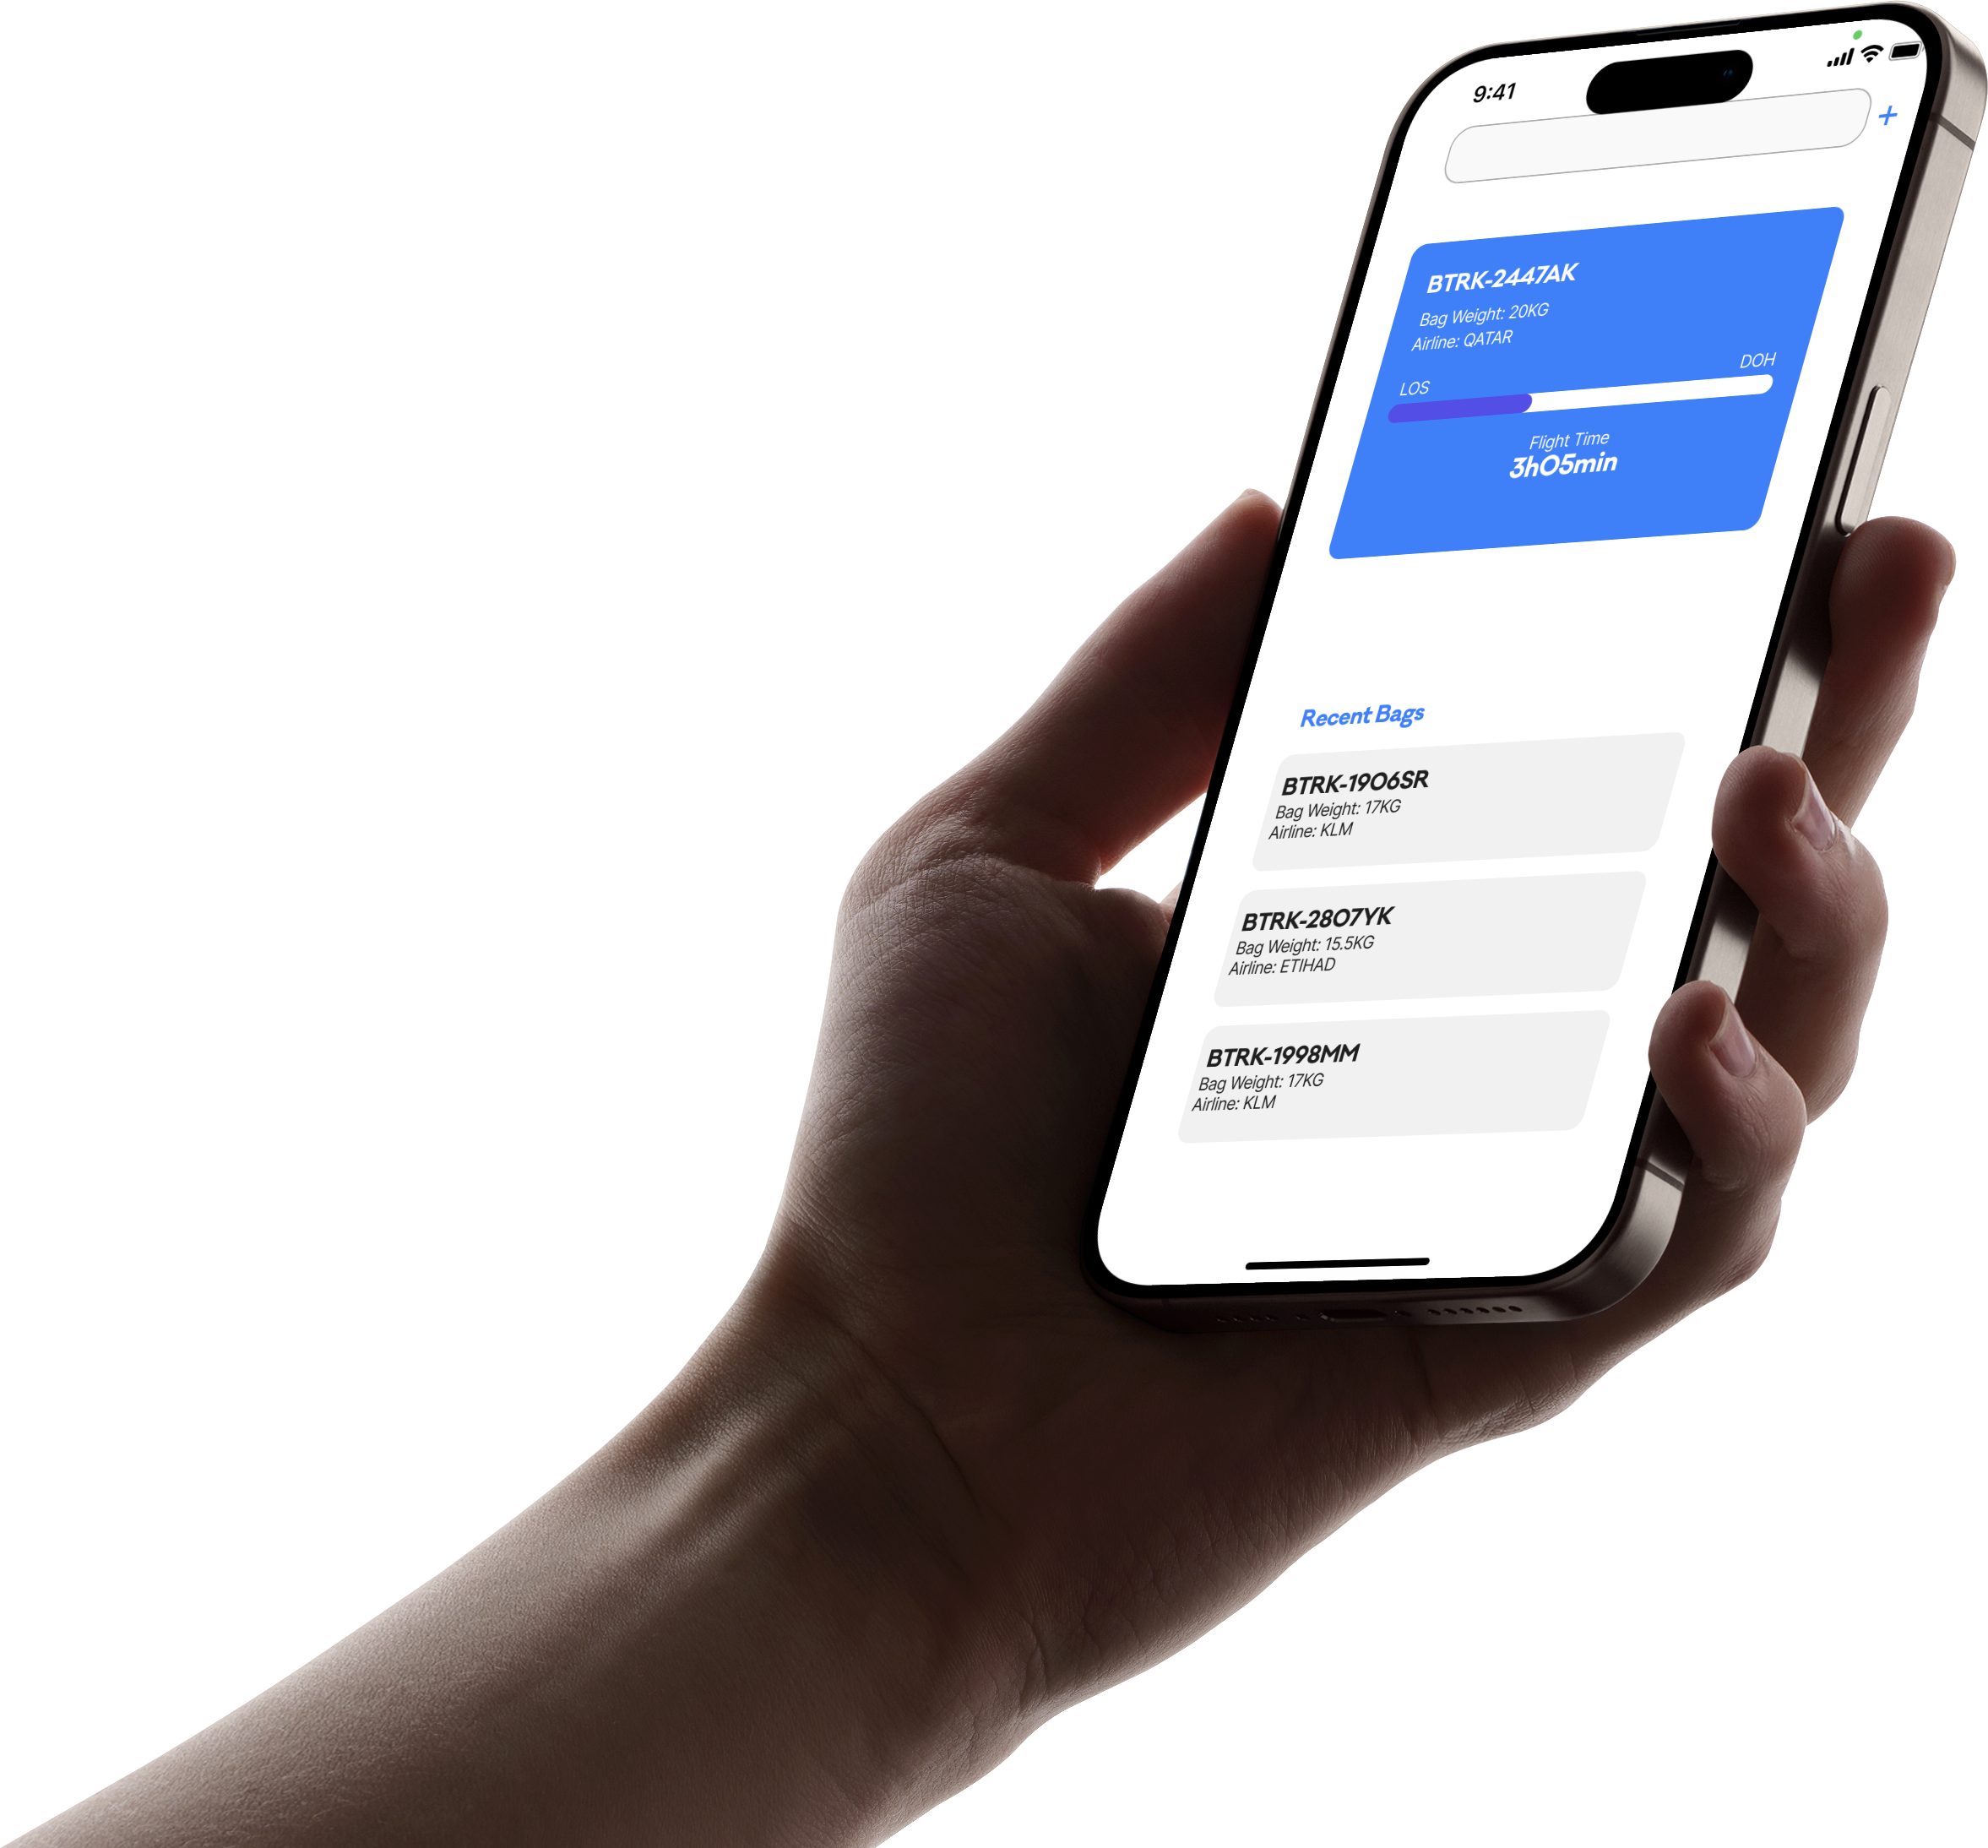 9:41
+
BTRK-2447AK
Bag Weight: 20KG
Airline: QATAR
LOS
DOH
Flight Time
3h05min
Recent Bags
BTRK-1906SR
Bag Weight: 17KG
Airline: KLM
BTRK-2807YK
Bag Weight: 15.5KG
Airline: ETIHAD
BTRK-1998MM
Bag Weight: 17KG
Airline: KLM